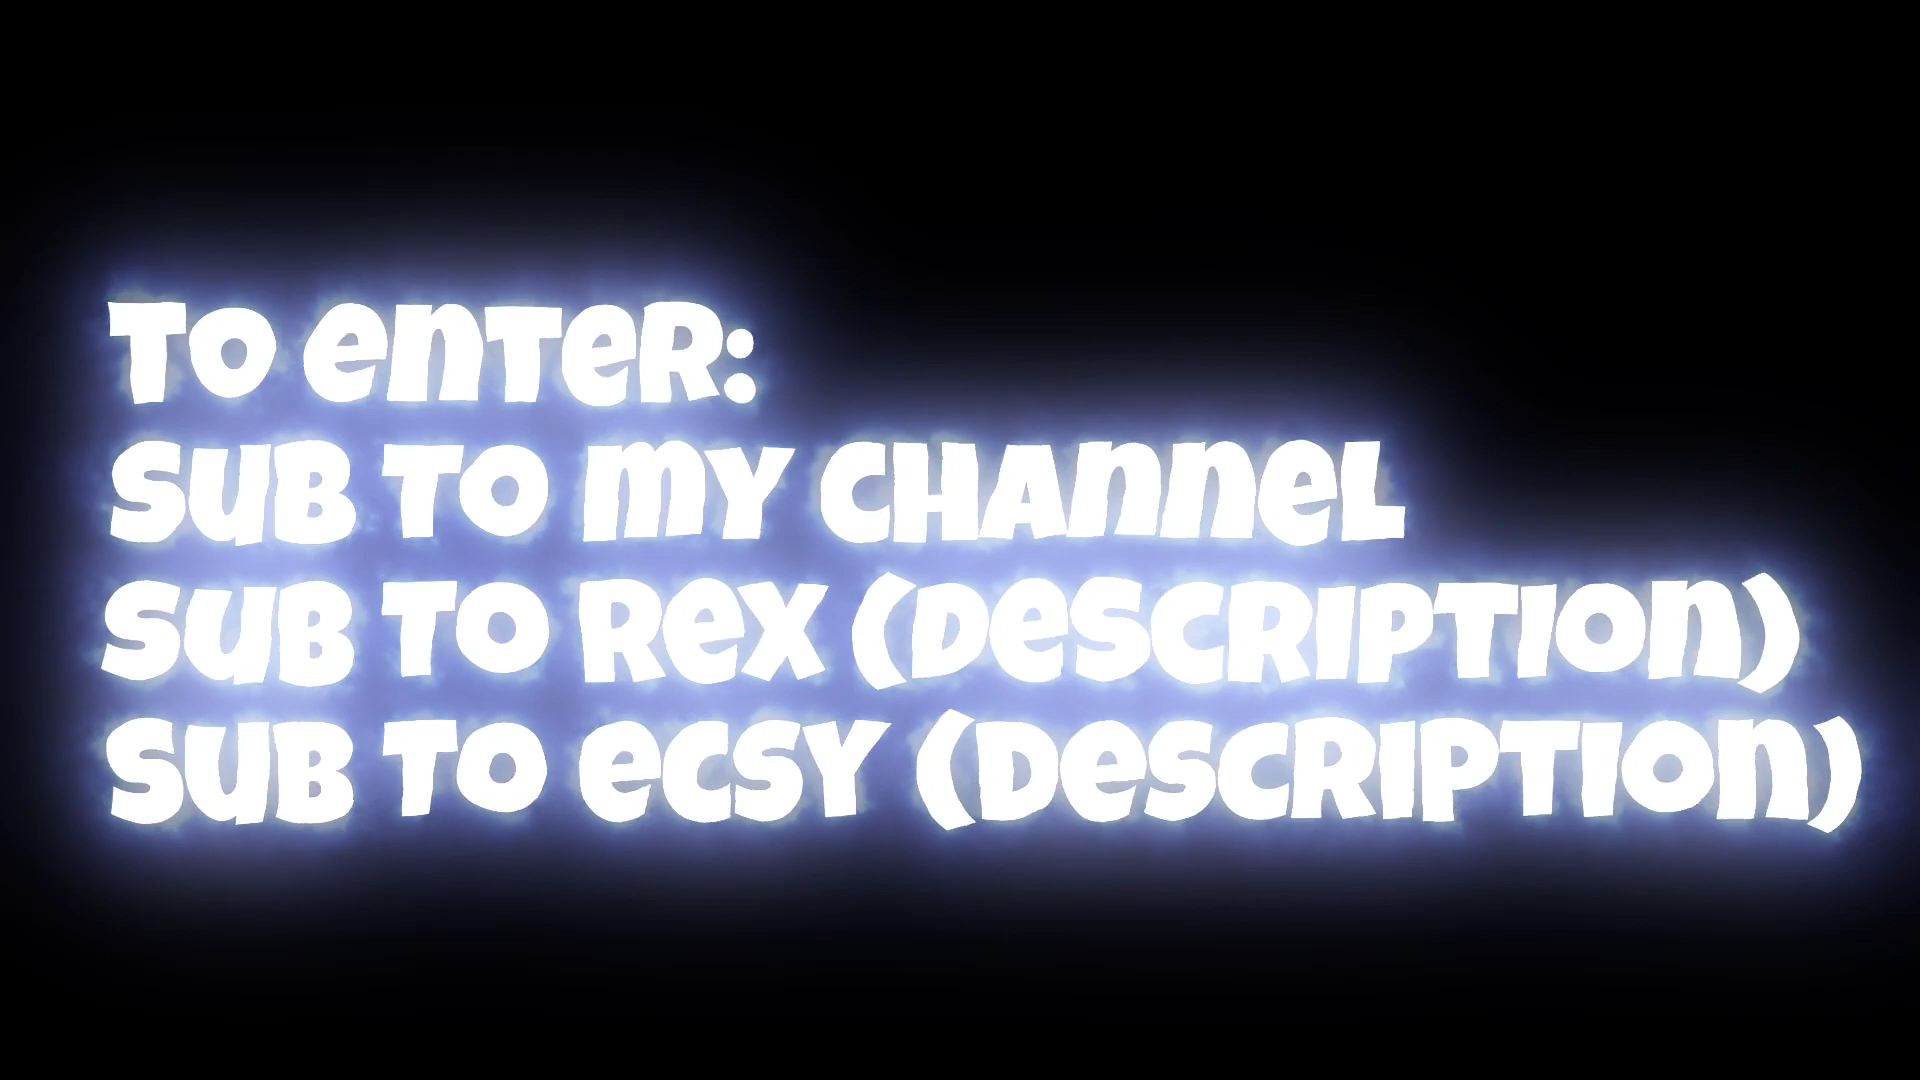 To enter:
Sub to my channel
Sub to Rex (description)
Sub to ecsy (description)